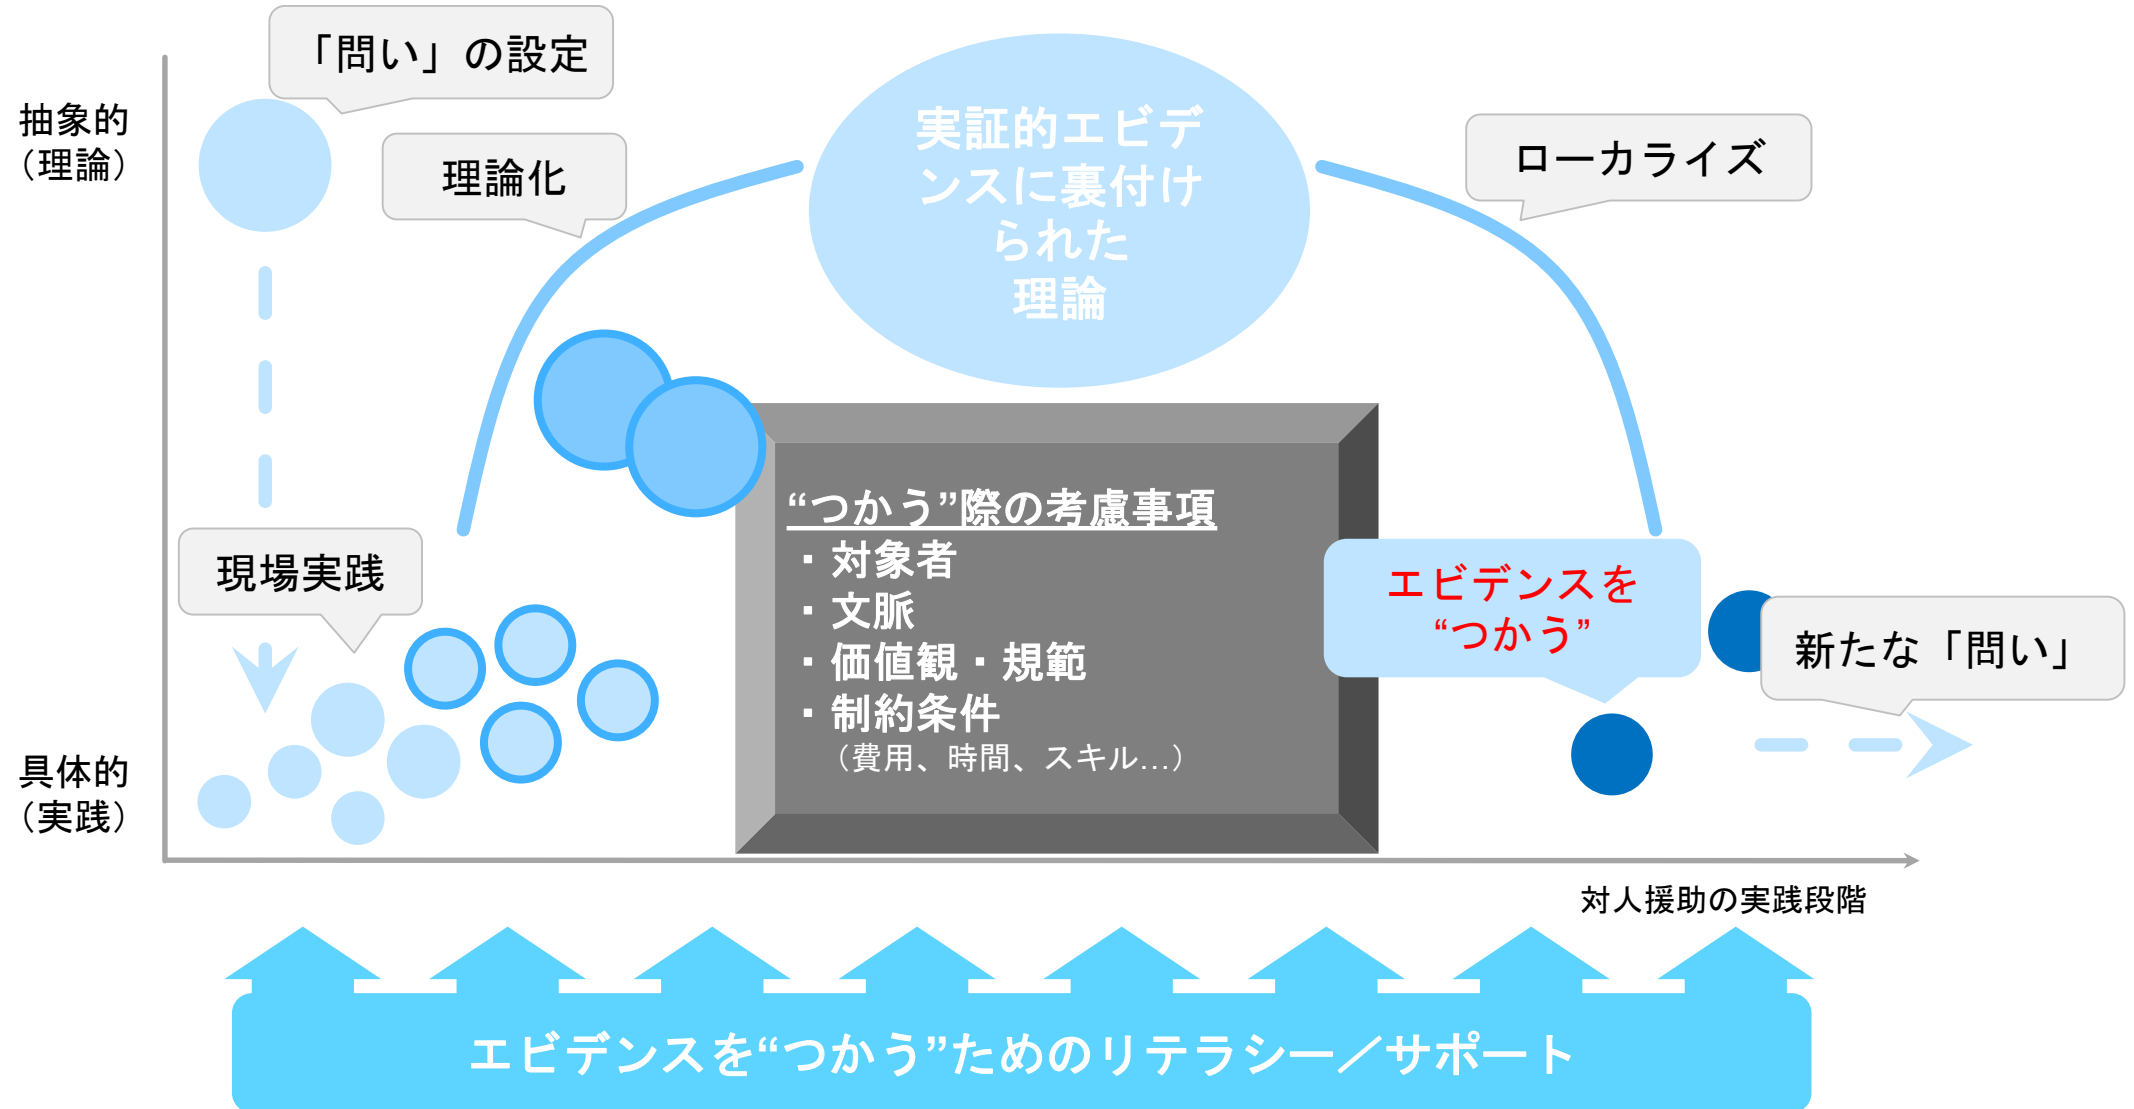 「問い」の設定
抽象的
（理論）
理論化
実証的エビデ
ンスに裏付け
られた
理論
ローカライズ
“つかう”際の考慮事項
・対象者
・文脈
・価値観・規範
・制約条件
（費用、時間、スキル…）
現場実践
エビデンスを
“つかう”
新たな「問い」
具体的
（実践）
対人援助の実践段階
エビデンスを“つかう”ためのリテラシー／サポート